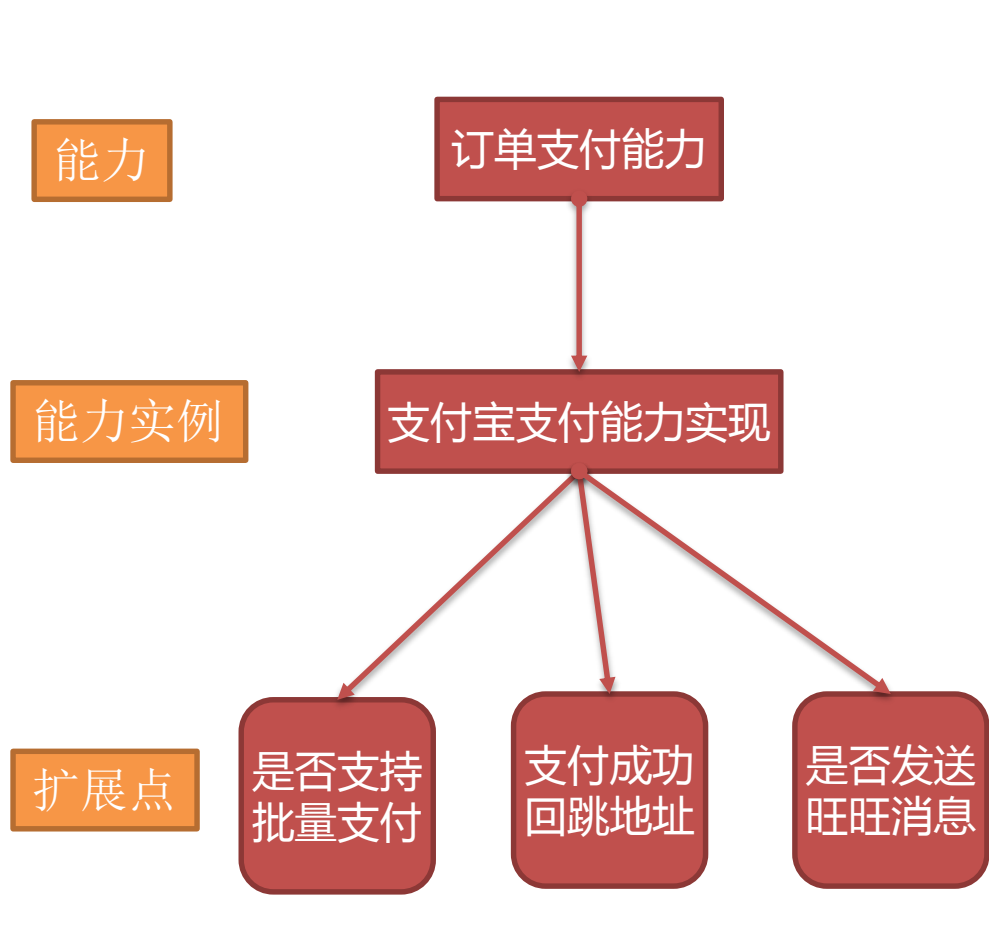 能力
订单支付能力
能力实例
支付宝支付能力实现
扩展点
是否支持
批量支付
支付成功
回跳地址
是否发送
旺旺消息